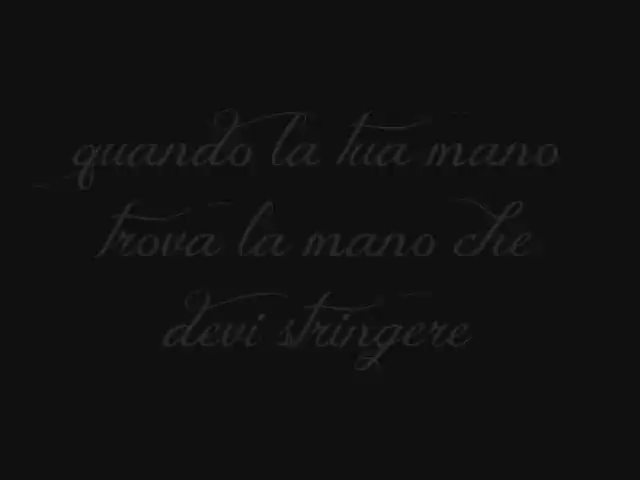 quando la tua mano
trova la mano che
devi stringere